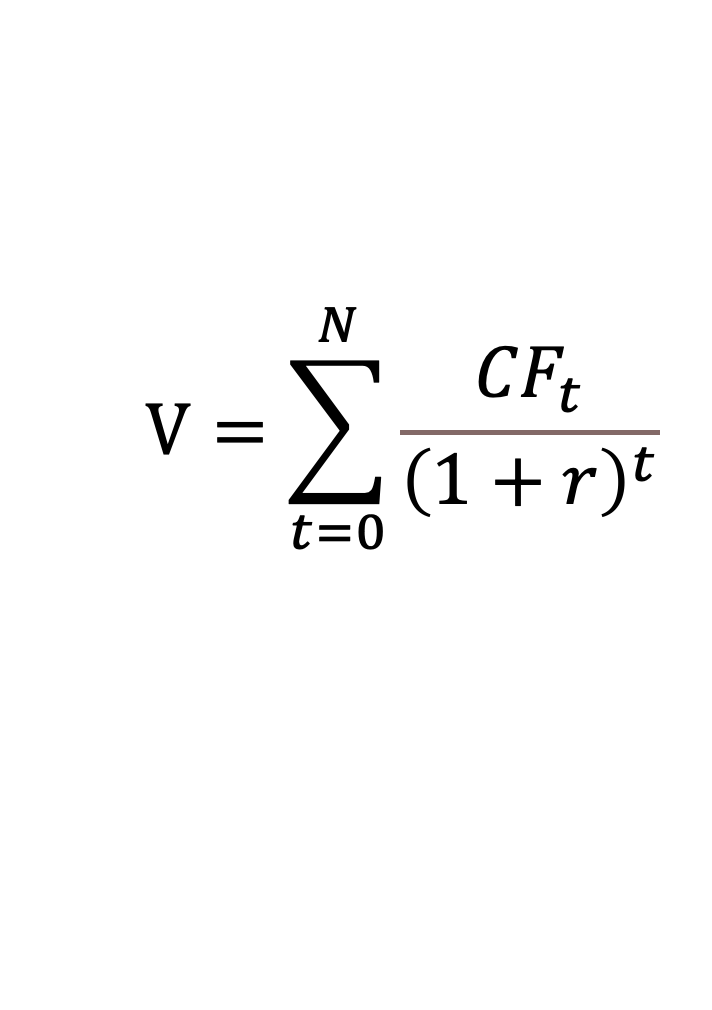 V = \sum_{t=0}^{N} \frac{CF_t}{(1 + r)^t}